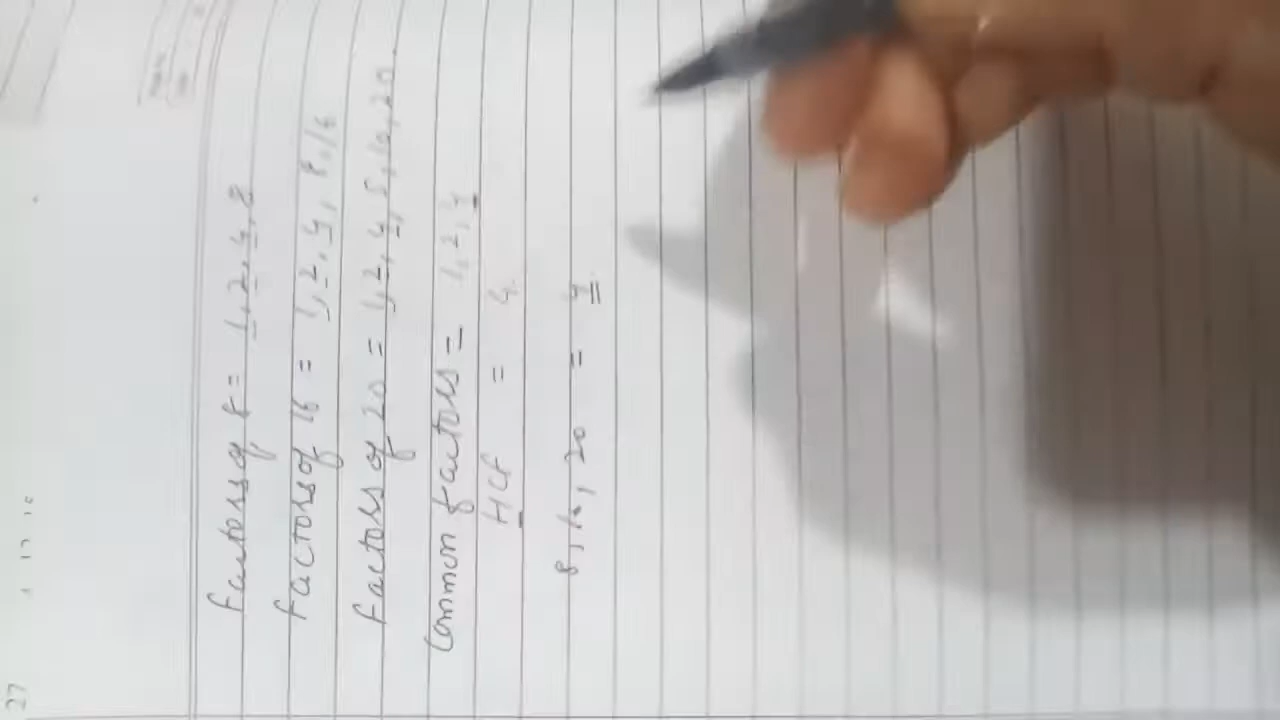 Factors of 8 = 1, 2, 4, 8
Factors of 16 = 1, 2, 4, 8, 16
Factors of 20 = 1, 2, 4, 5, 10, 20
Common factors = 1, 2, 4
HCF = 4
8, 16, 20 = 4
27